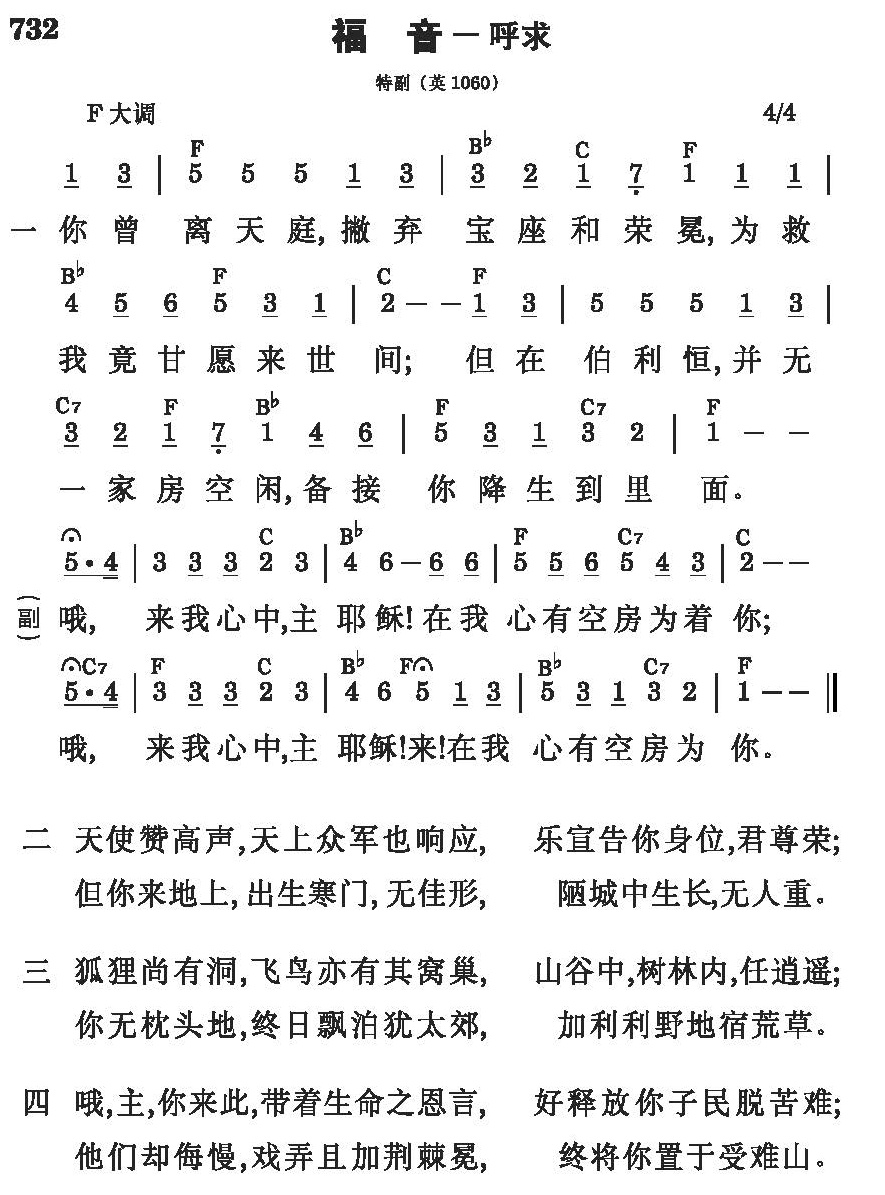 732
福 音 — 呼求
特副（英1060）
F 大调 4/4
F B♭ C F
1 3 | 5 5 5 1 3 | 3 2 1 7 1 1 1 |
一 你曾 离天庭,撇弃 宝座和荣冕,为救
B♭ F C F
4 5 6 5 3 1 | 2 — — 1 3 | 5 5 5 1 3 |
我竟甘愿来世 间; 但在 伯利恒,并无
C7 F B♭ F C7 F
3 2 1 7 1 4 6 | 5 3 1 3 2 | 1 — —
一家房空闲,备接 你降生到里 面。
C B♭ F C7 C
5·4 | 3 3 3 2 3 | 4 6 — 6 6 | 5 5 6 5 4 3 | 2 — —
(副) 哦, 来我心中,主 耶稣!在我 心有空房为着 你;
C7 F C B♭ F B♭ C7 F
5·4 | 3 3 3 2 3 | 4 6 5 1 3 | 5 3 1 3 2 | 1 — — ‖
哦, 来我心中,主 耶稣!来!在我 心有空房为 你。
二 天使赞高声,天上众军也响应, 乐宣告你身位,君尊荣;
但你来地上,出生寒门,无佳形, 陋城中生长,无人重。
三 狐狸尚有洞,飞鸟亦有其窝巢, 山谷中,树林内,任逍遥;
你无枕头地,终日飘泊犹太郊, 加利利野地宿荒草。
四 哦,主,你来此,带着生命之恩言, 好释放你子民脱苦难;
他们却侮慢,戏弄且加荆棘冕, 终将你置于受难山。